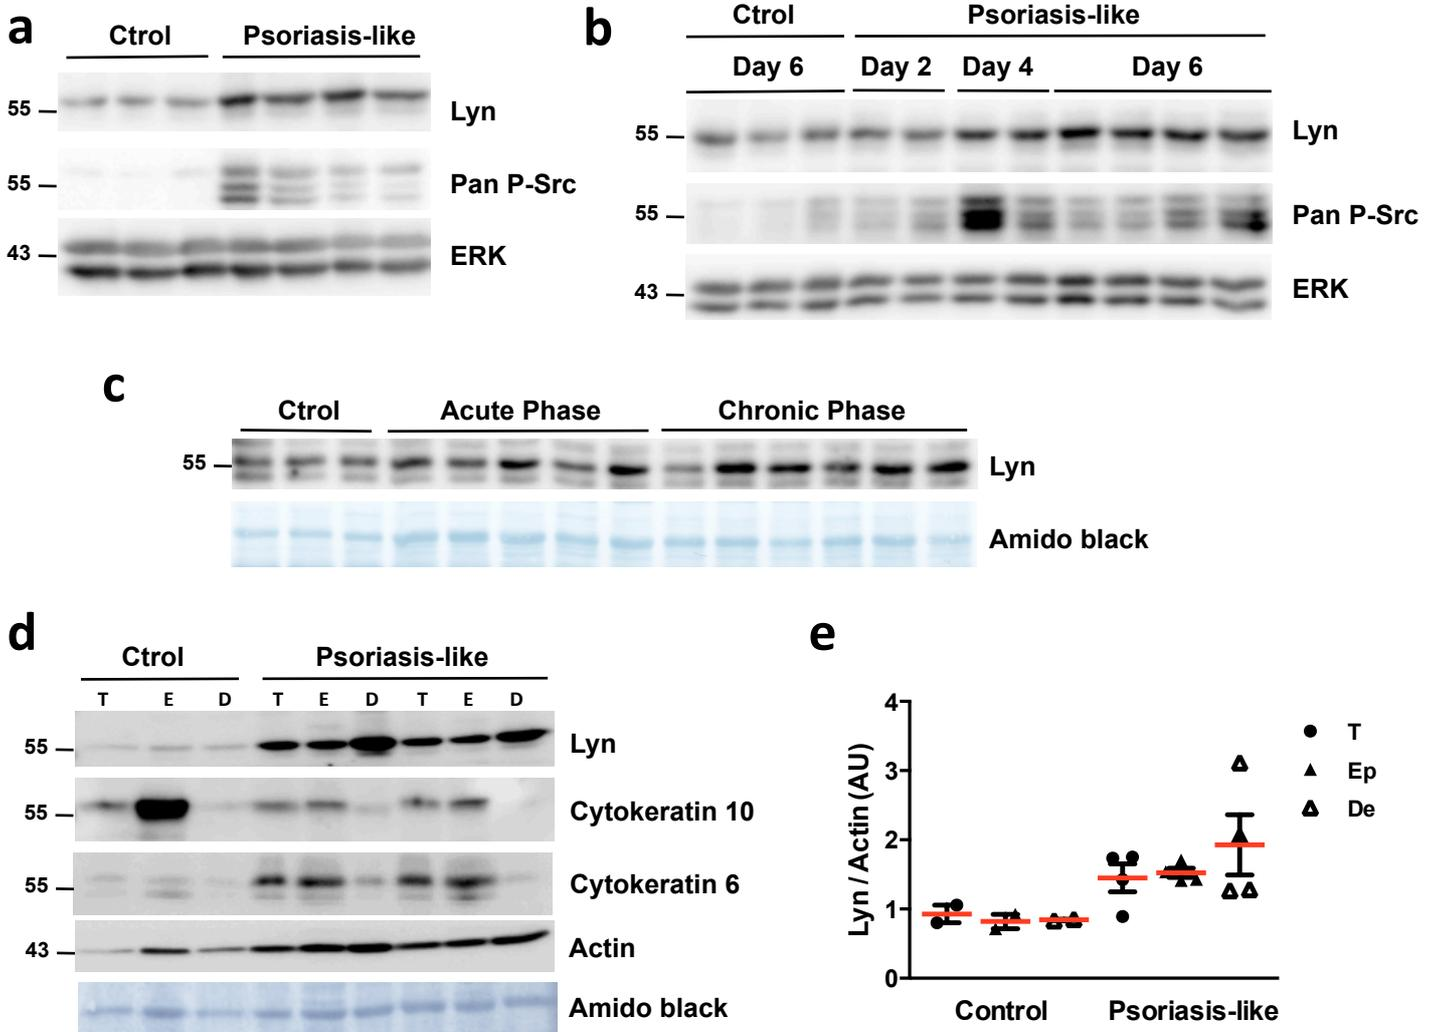 a
Ctrol Psoriasis-like
55 Lyn
55 Pan P-Src
43 ERK
b
Ctrol Psoriasis-like
Day 6 Day 2 Day 4 Day 6
55 Lyn
55 Pan P-Src
43 ERK
c
Ctrol Acute Phase Chronic Phase
55 Lyn
Amido black
d
Ctrol Psoriasis-like
T E D T E D T E D
55 Lyn
55 Cytokeratin 10
55 Cytokeratin 6
43 Actin
Amido black
e
Lyn / Actin (AU)
4
3
2
1
0
Control Psoriasis-like
T
Ep
De